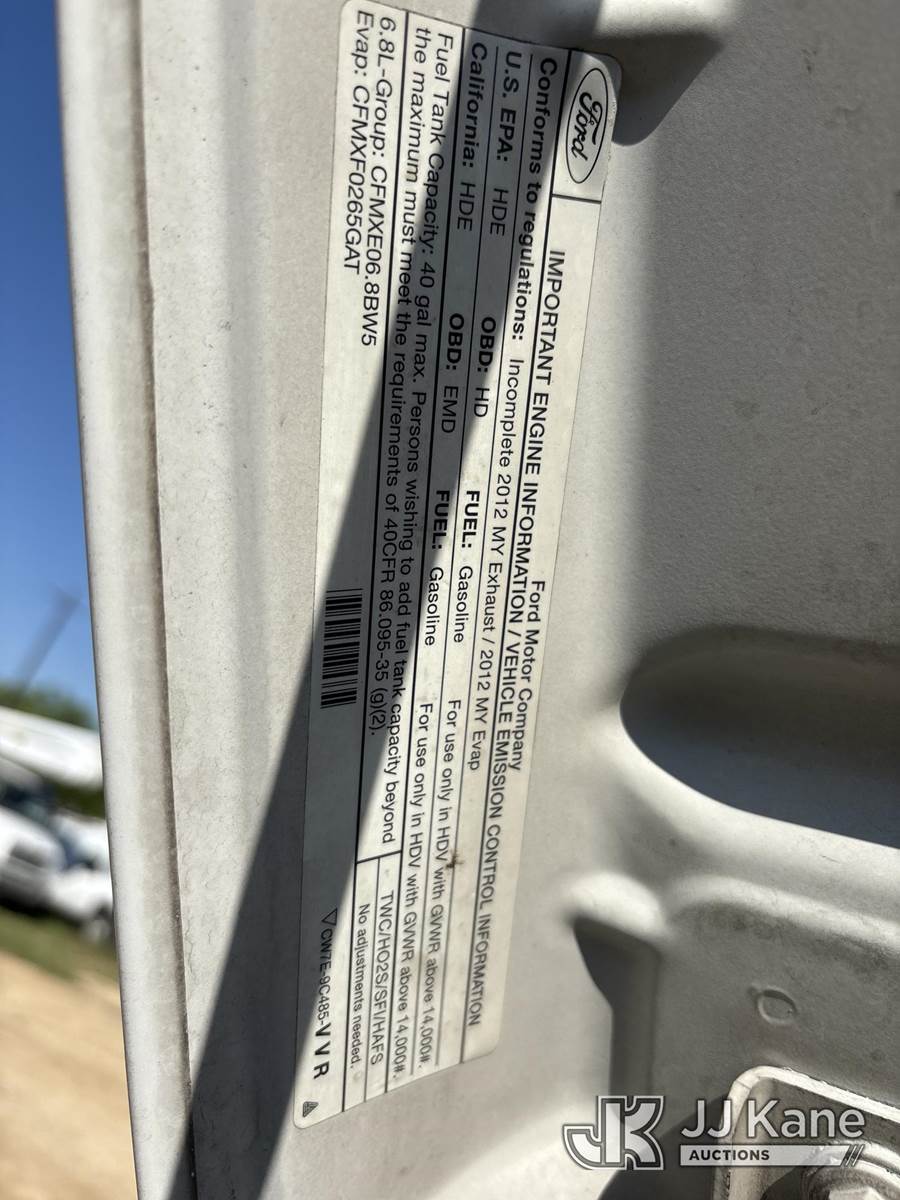 Ford
Ford Motor Company
IMPORTANT ENGINE INFORMATION / VEHICLE EMISSION CONTROL INFORMATION
Conforms to regulations: Incomplete 2012 MY Exhaust / 2012 MY Evap
U.S. EPA: HDE OBD: HD FUEL: Gasoline For use only in HDV with GVWR above 14,000#.
California: HDE OBD: EMD FUEL: Gasoline For use only in HDV with GVWR above 14,000#.
Fuel Tank Capacity: 40 gal max. Persons wishing to add fuel tank capacity beyond
the maximum must meet the requirements of 40CFR 86.095-35 (g)(2).
TWC/HO2S/SFI/HAFS
No adjustments needed.
6.8L-Group: CFMXE06.8BW5
Evap: CFMXF0265GAT
CW7E-9C485-VVR
JK JJ Kane
AUCTIONS